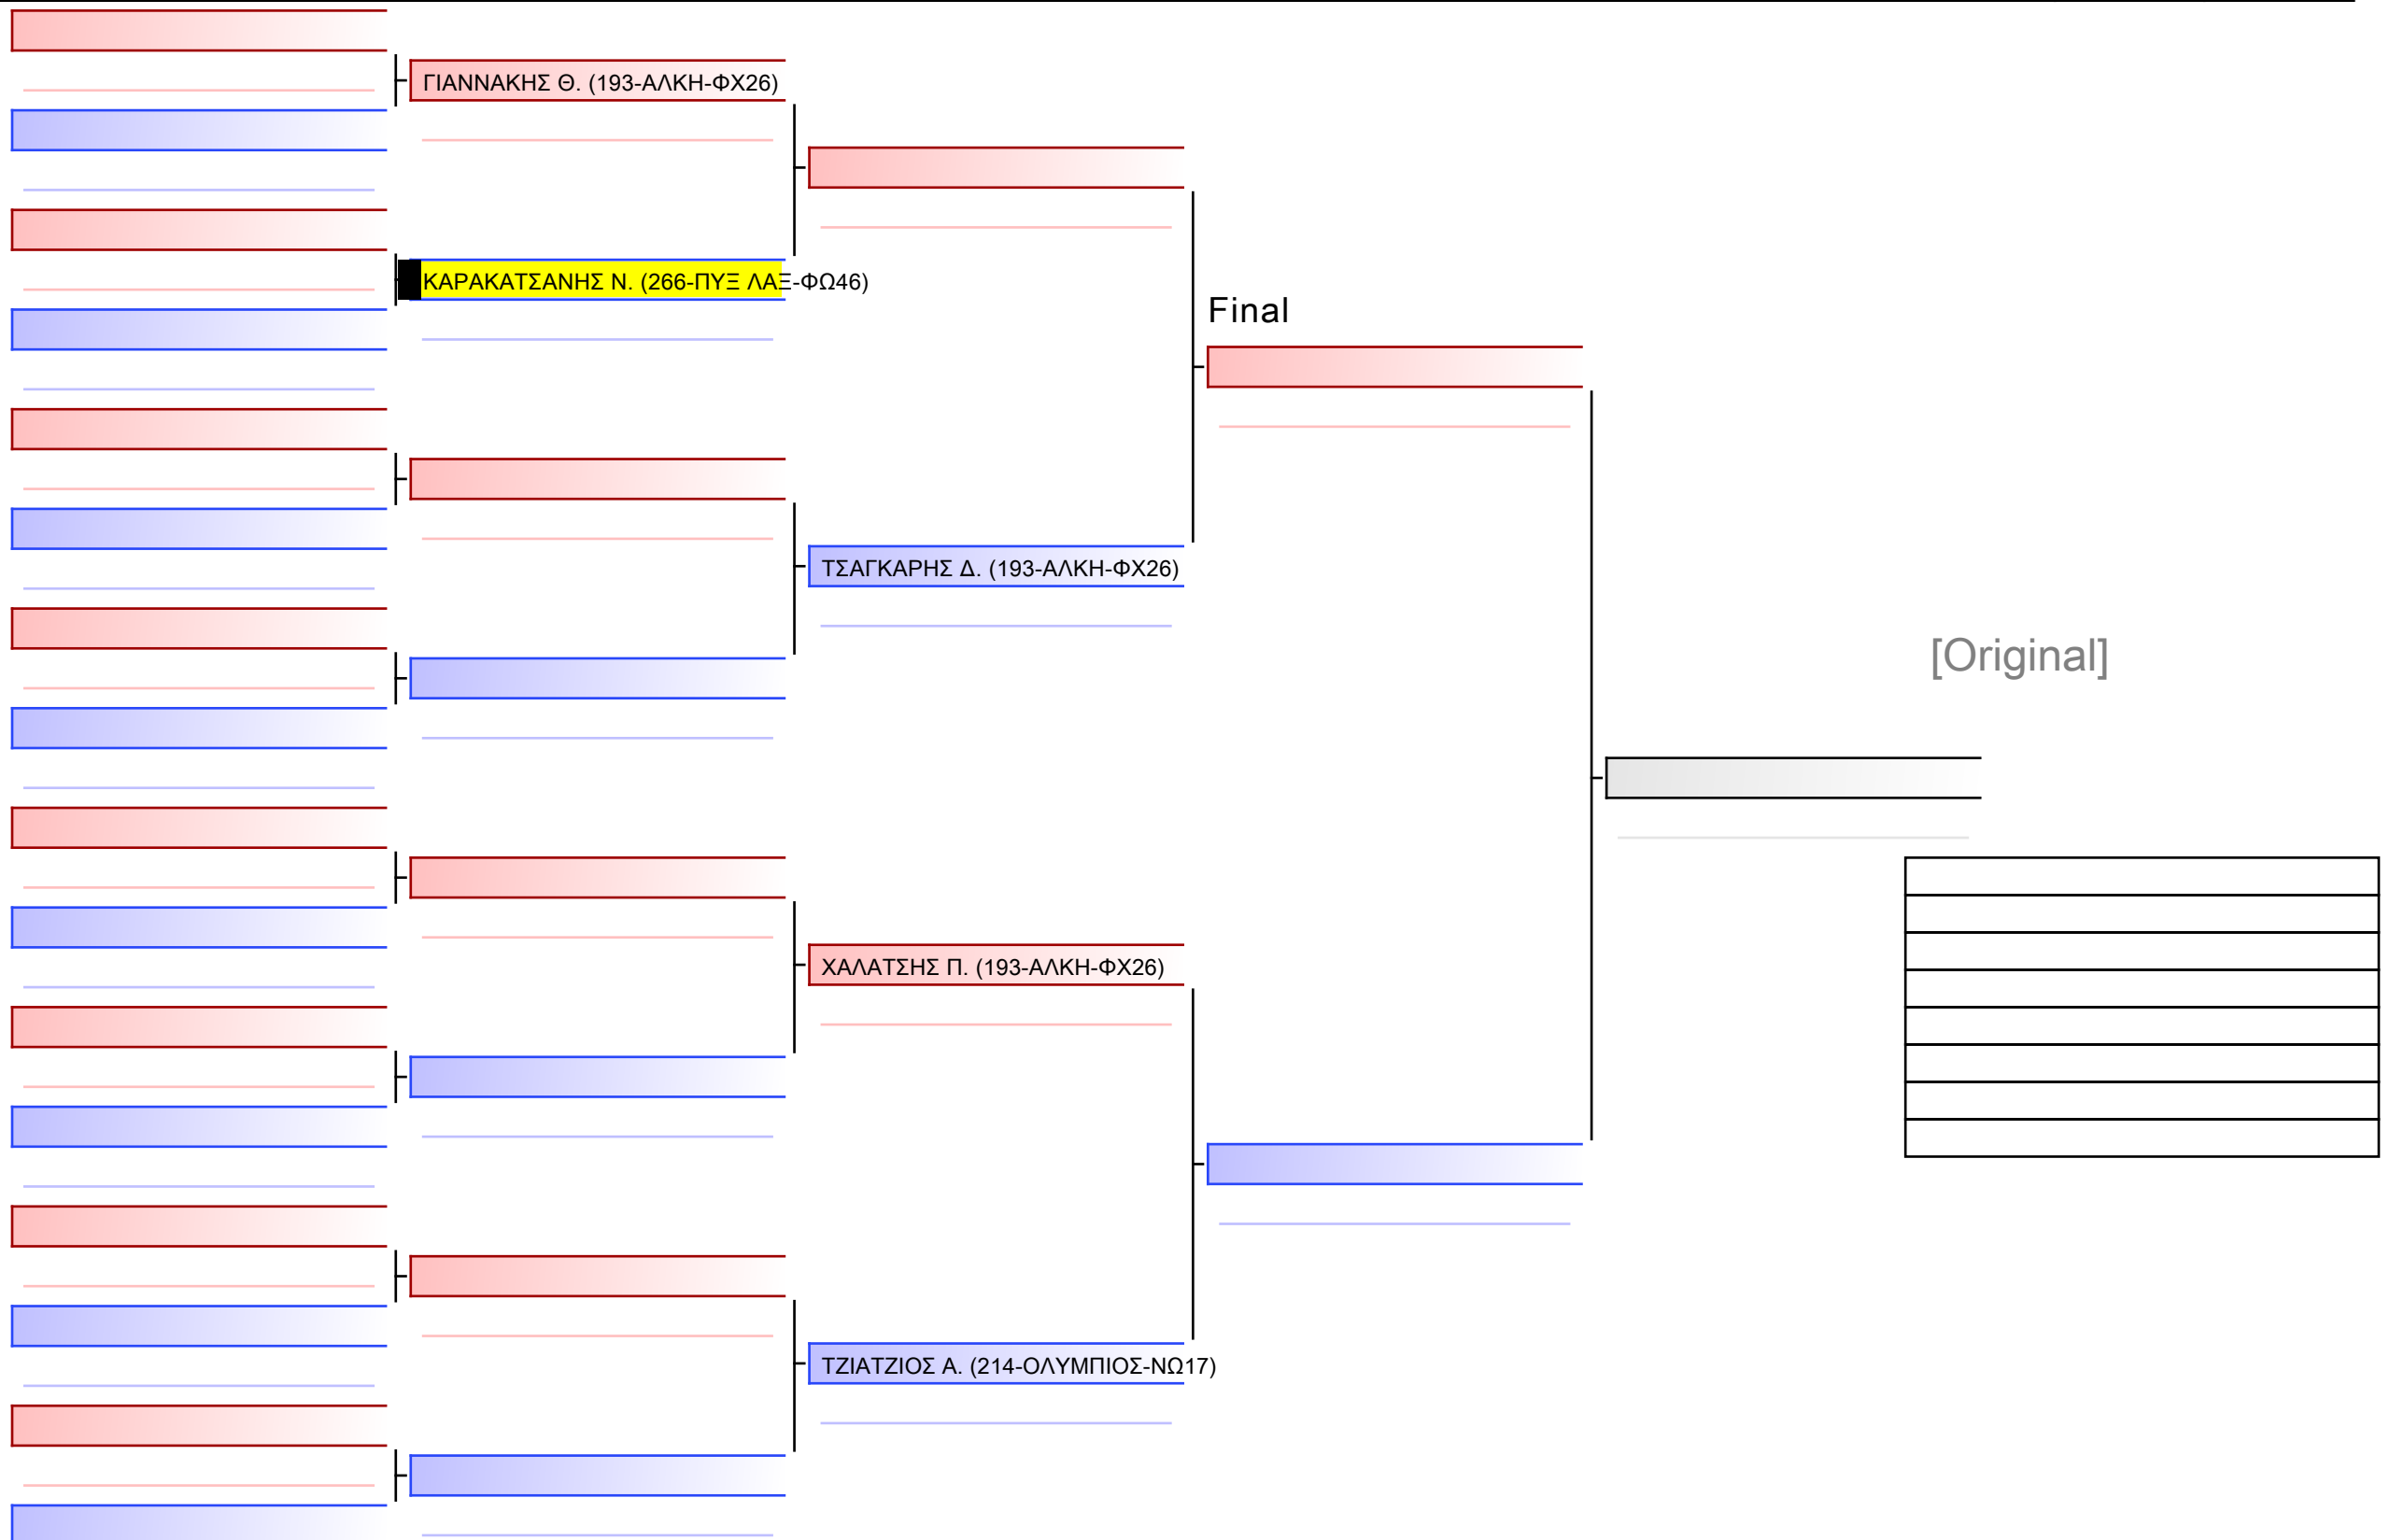 ΓΙΑΝΝΑΚΗΣ Θ. (193-ΑΛΚΗ-ΦΧ26)
ΚΑΡΑΚΑΤΣΑΝΗΣ Ν. (266-ΠΥΞ ΛΑΞ-ΦΩ46)
Final
ΤΣΑΓΚΑΡΗΣ Δ. (193-ΑΛΚΗ-ΦΧ26)
[Original]
ΧΑΛΑΤΣΗΣ Π. (193-ΑΛΚΗ-ΦΧ26)
ΤΖΙΑΤΖΙΟΣ Α. (214-ΟΛΥΜΠΙΟΣ-ΝΩ17)